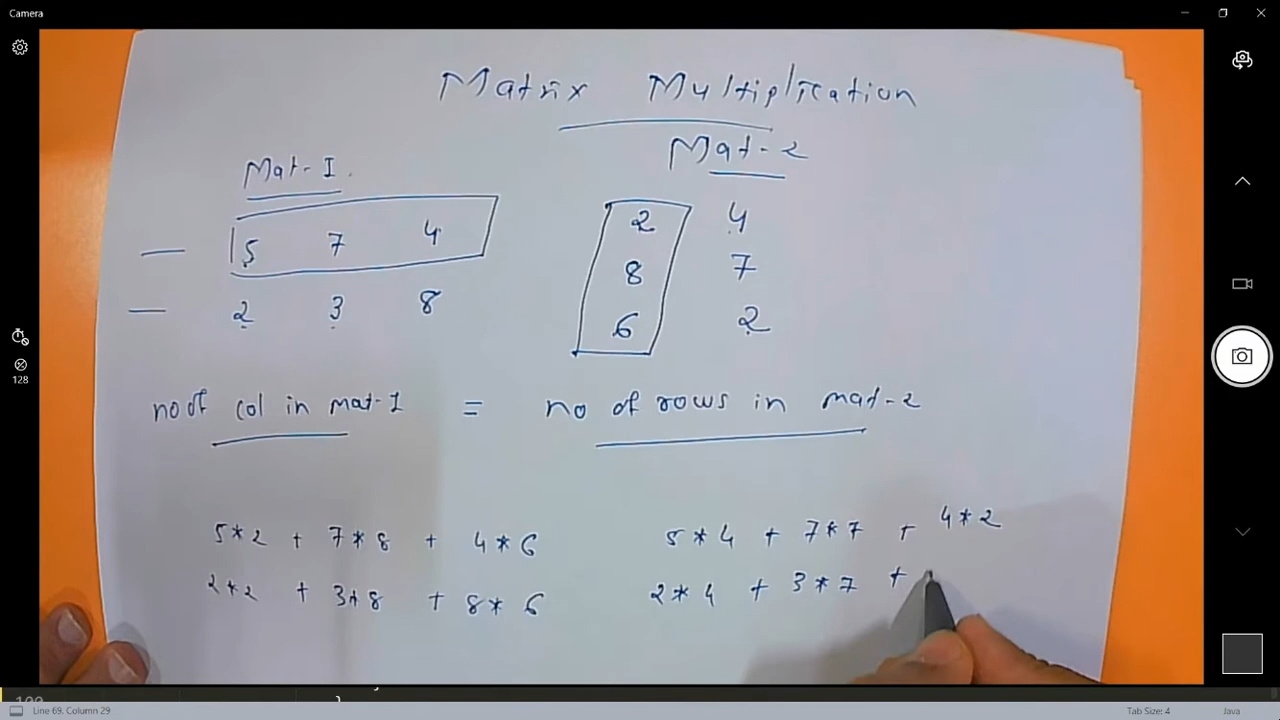 Camera
Matrix Multiplication
Mat-I.
Mat-2
5 7 4
2 3 8
2 4
8 7
6 2
no of col in mat-I = no of rows in mat-2
5*2 + 7*8 + 4*6
5*4 + 7*7 + 4*2
2*2 + 3*8 + 8*6
2*4 + 3*7 +
128
}
Line 69, Column 29
Tab Size: 4
Java